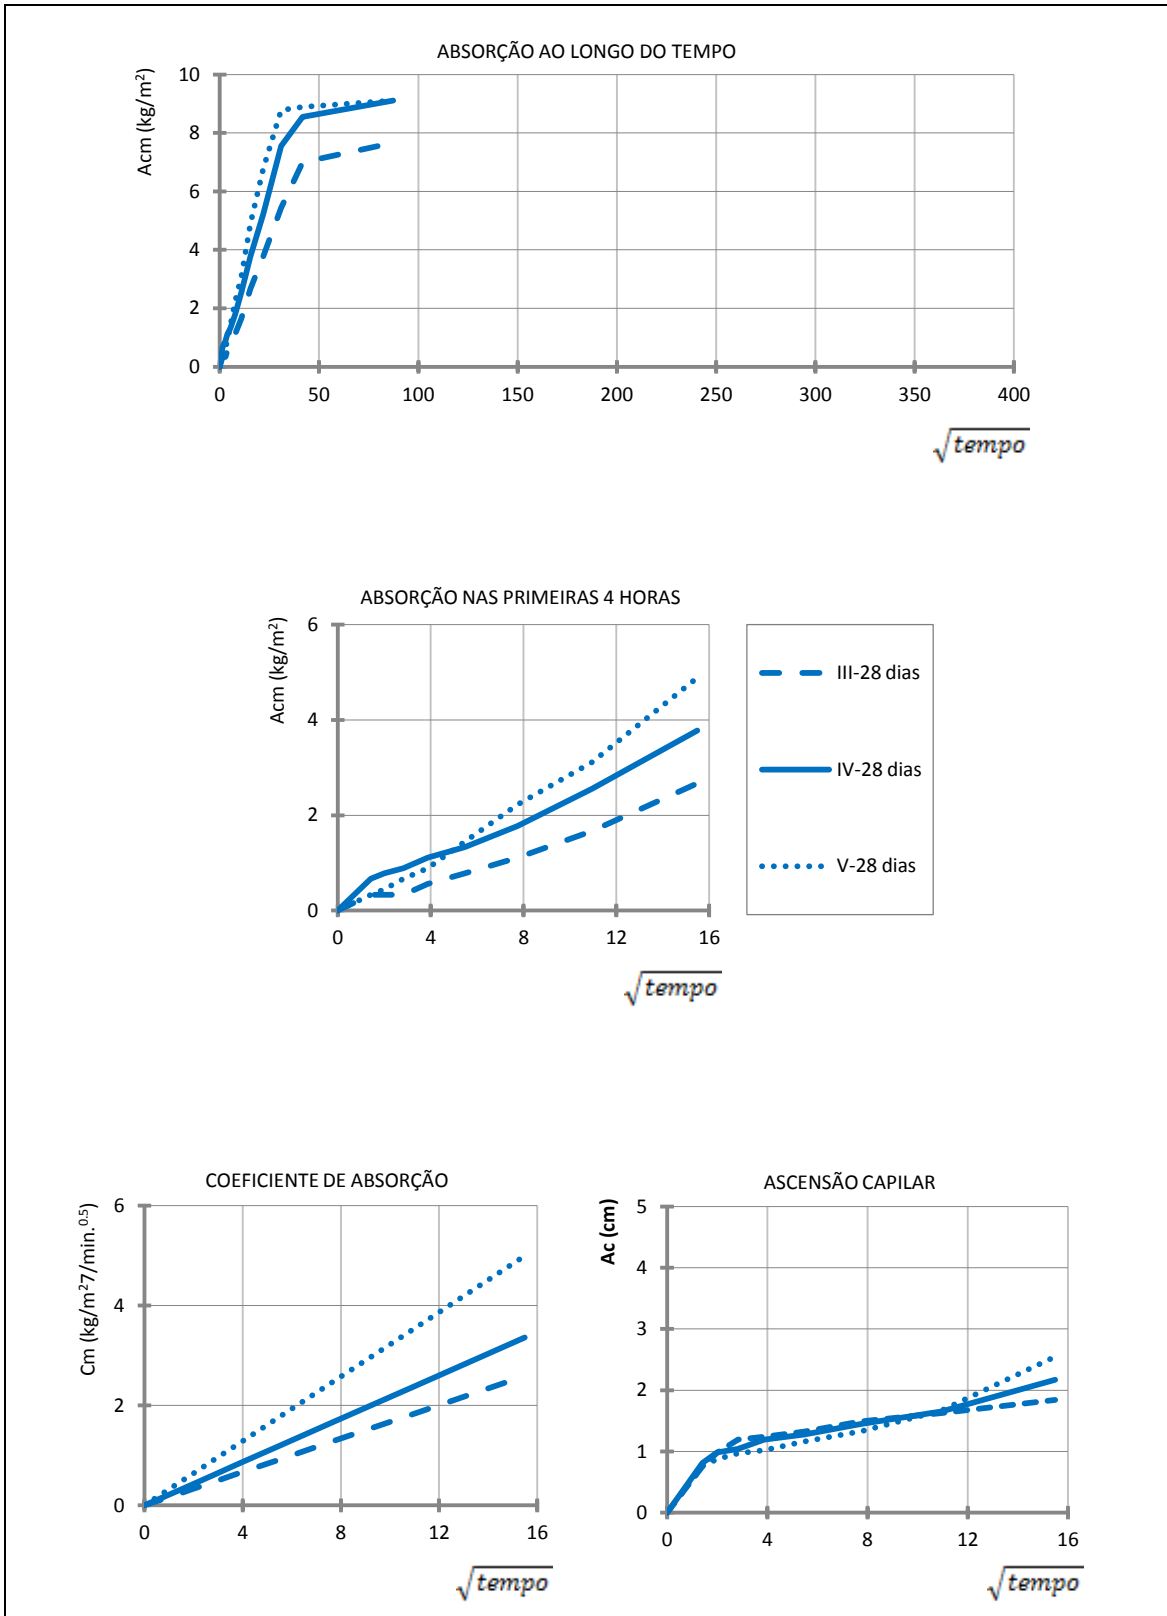 ABSORÇÃO AO LONGO DO TEMPO
Acm (kg/m²)
10
8
6
4
2
0
0 50 100 150 200 250 300 350 400
√tempo
ABSORÇÃO NAS PRIMEIRAS 4 HORAS
Acm (kg/m²)
6
4
2
0
0 4 8 12 16
√tempo
III-28 dias
IV-28 dias
V-28 dias
COEFICIENTE DE ABSORÇÃO
Cm (kg/m²7/min.⁰·⁵)
6
4
2
0
0 4 8 12 16
√tempo
ASCENSÃO CAPILAR
Ac (cm)
5
4
3
2
1
0
0 4 8 12 16
√tempo